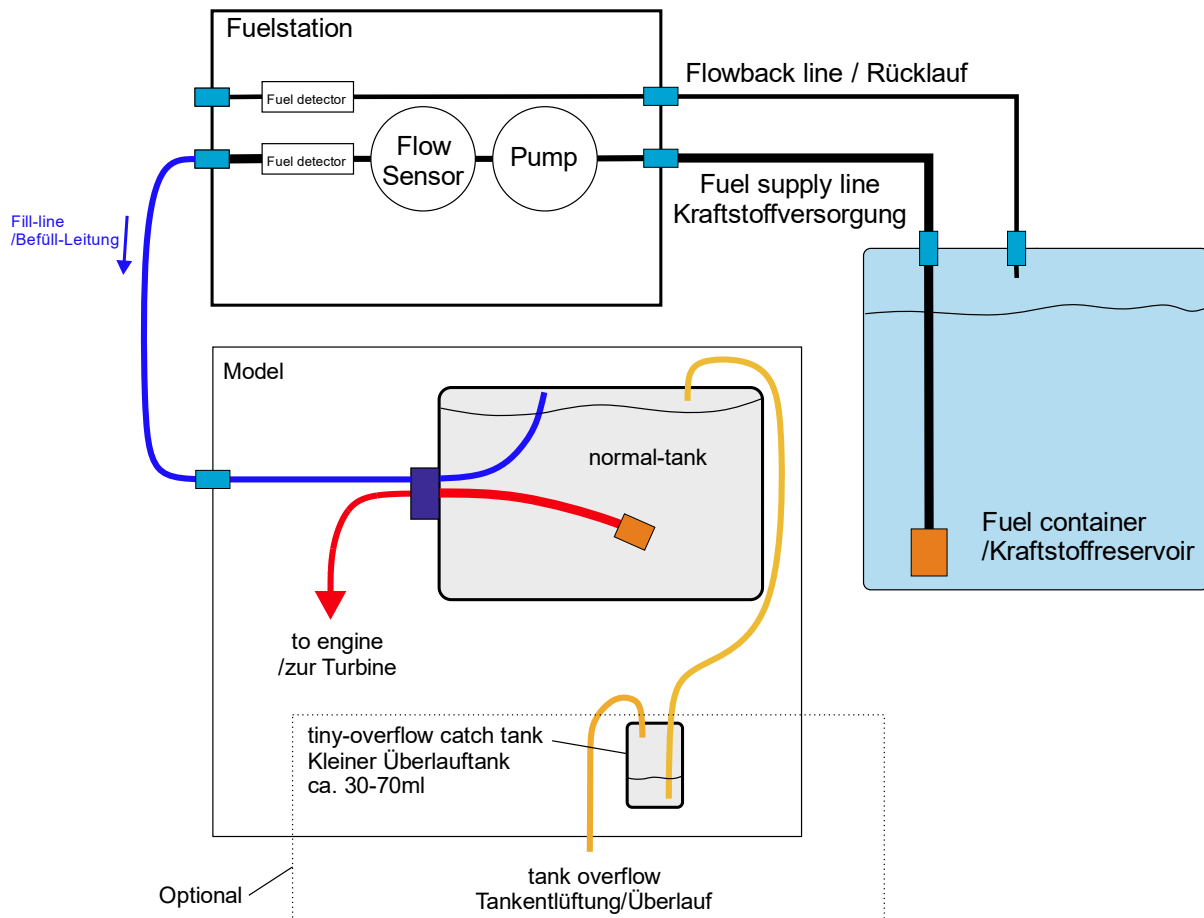 Fuelstation
Flowback line / Rücklauf
Fuel detector
Fuel detector
Flow
Sensor
Pump
Fuel supply line
Kraftstoffversorgung
Fill-line
/Befüll-Leitung
Model
normal-tank
Fuel container
/Kraftstoffreservoir
to engine
/zur Turbine
tiny-overflow catch tank
Kleiner Überlauftank
ca. 30-70ml
Optional
tank overflow
Tankentlüftung/Überlauf